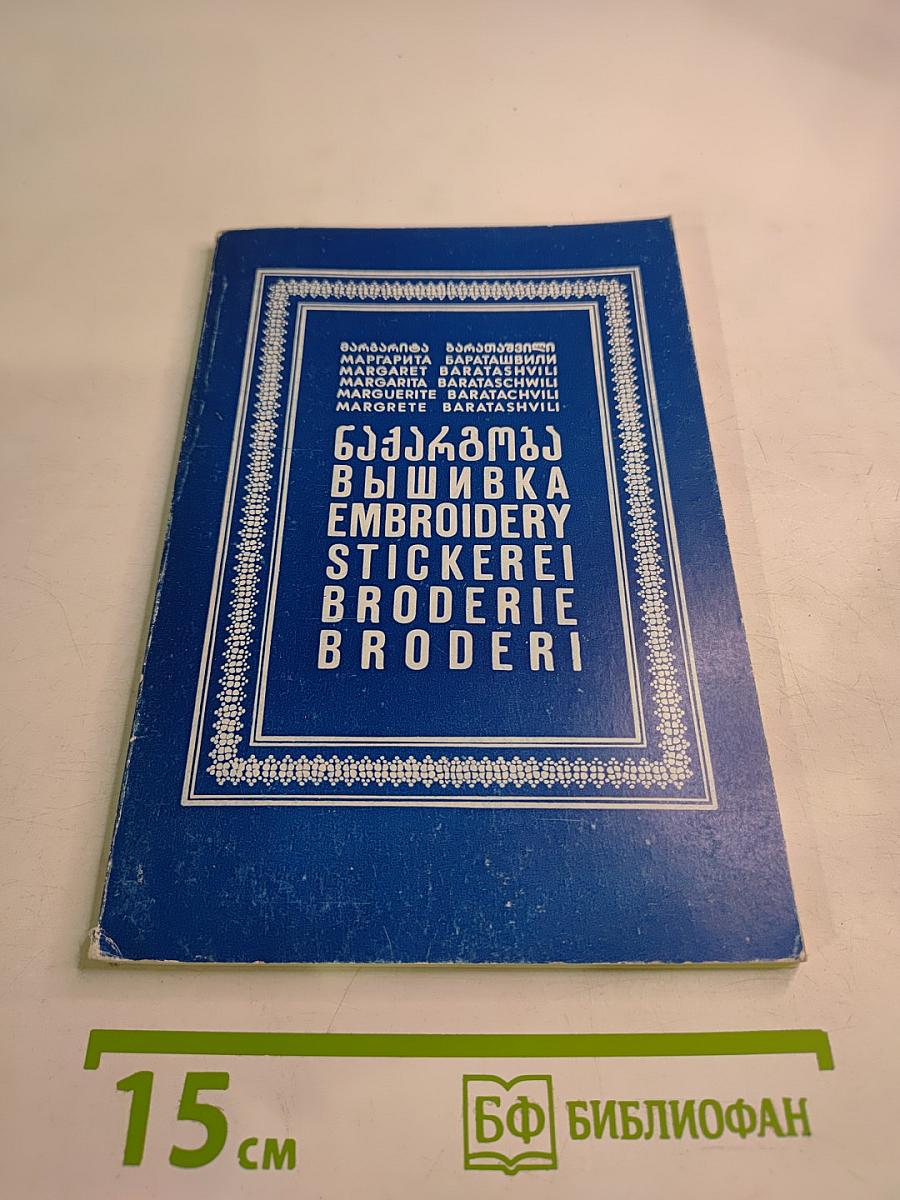 მარგარიტა ბარათაშვილი
МАРГАРИТА БАРАТАШВИЛИ
MARGARET BARATASHVILI
MARGARITA BARATASCHWILI
MARGUERITE BARATACHVILI
MARGRETE BARATASHVILI
ნაქარგობა
ВЫШИВКА
EMBROIDERY
STICKEREI
BRODERIE
BRODERI
15 см
БФ БИБЛИОФАН